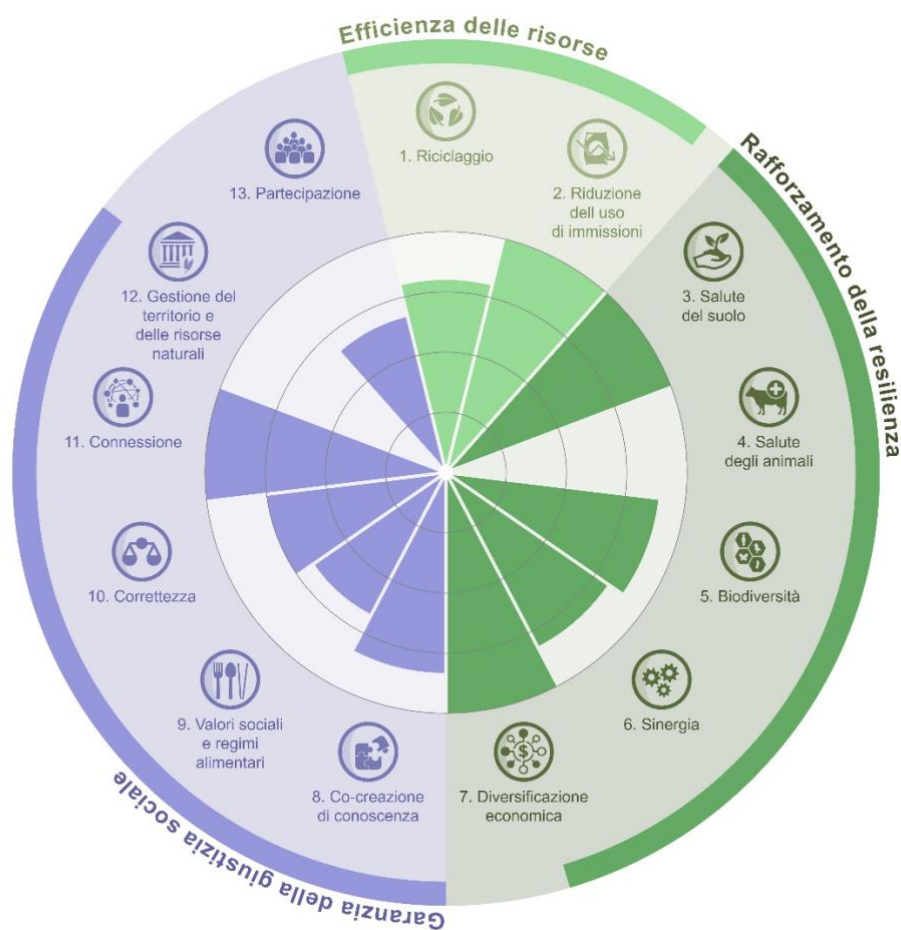 Efficienza delle risorse
1. Riciclaggio
2. Riduzione
dell uso
di immissioni
Rafforzamento della resilienza
3. Salute
del suolo
4. Salute
degli animali
5. Biodiversità
6. Sinergia
7. Diversificazione
economica
8. Co-creazione
di conoscenza
9. Valori sociali
e regimi
alimentari
10. Correttezza
11. Connessione
12. Gestione del
territorio e
delle risorse
naturali
13. Partecipazione
Garanzia della giustizia sociale
$